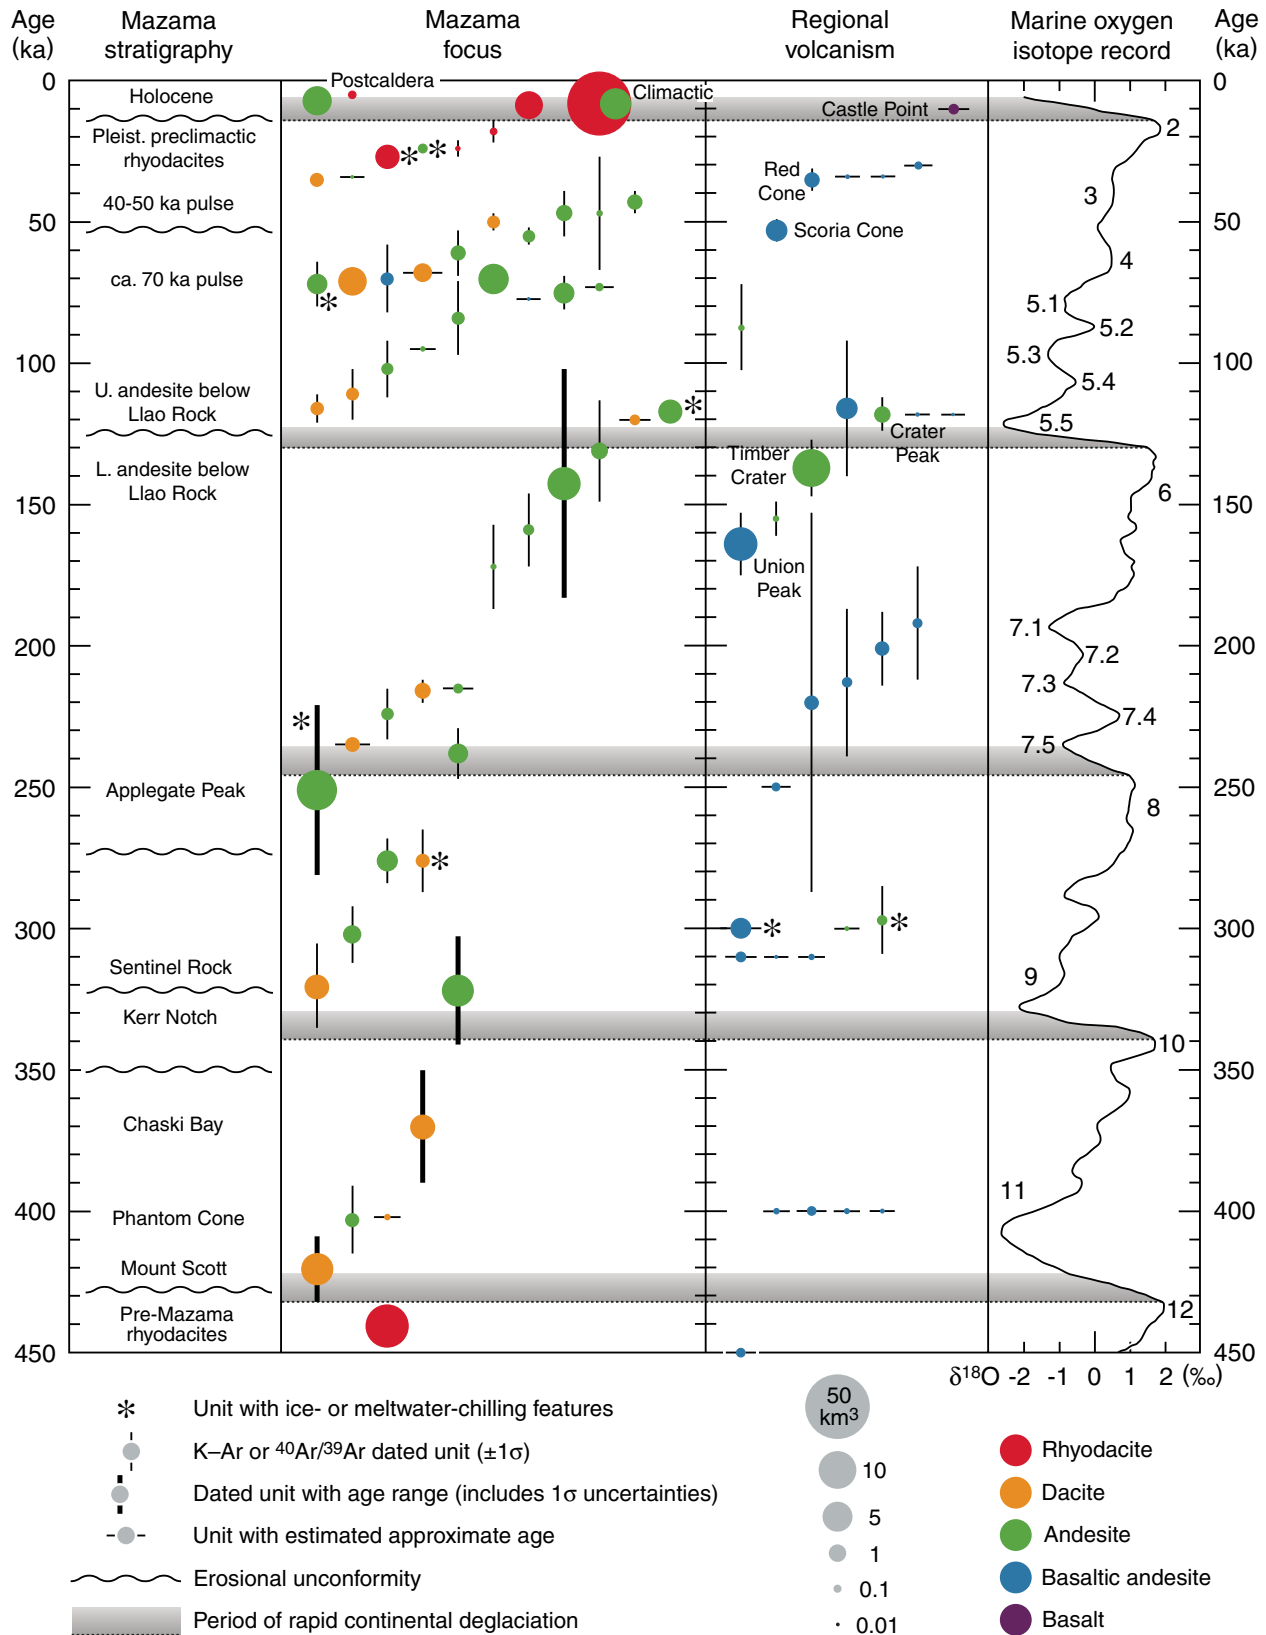 Age
(ka)
Mazama
stratigraphy
Mazama
focus
Regional
volcanism
Marine oxygen
isotope record
Age
(ka)
0
50
100
150
200
250
300
350
400
450
Holocene
Pleist. preclimactic
rhyodacites
40-50 ka pulse
ca. 70 ka pulse
U. andesite below
Llao Rock
L. andesite below
Llao Rock
Applegate Peak
Sentinel Rock
Kerr Notch
Chaski Bay
Phantom Cone
Mount Scott
Pre-Mazama
rhyodacites
Postcaldera
Climactic
*
*
*
*
*
*
Castle Point
Red
Cone
Scoria Cone
Crater
Peak
Timber
Crater
Union
Peak
*
*
2
3
4
5.1
5.2
5.3
5.4
5.5
6
7.1
7.2
7.3
7.4
7.5
8
9
10
11
12
0
50
100
150
200
250
300
350
400
450
δ18O -2 -1 0 1 2 (‰)
* Unit with ice- or meltwater-chilling features
K–Ar or 40Ar/39Ar dated unit (±1σ)
Dated unit with age range (includes 1σ uncertainties)
Unit with estimated approximate age
Erosional unconformity
Period of rapid continental deglaciation
50
km3
10
5
1
0.1
0.01
Rhyodacite
Dacite
Andesite
Basaltic andesite
Basalt